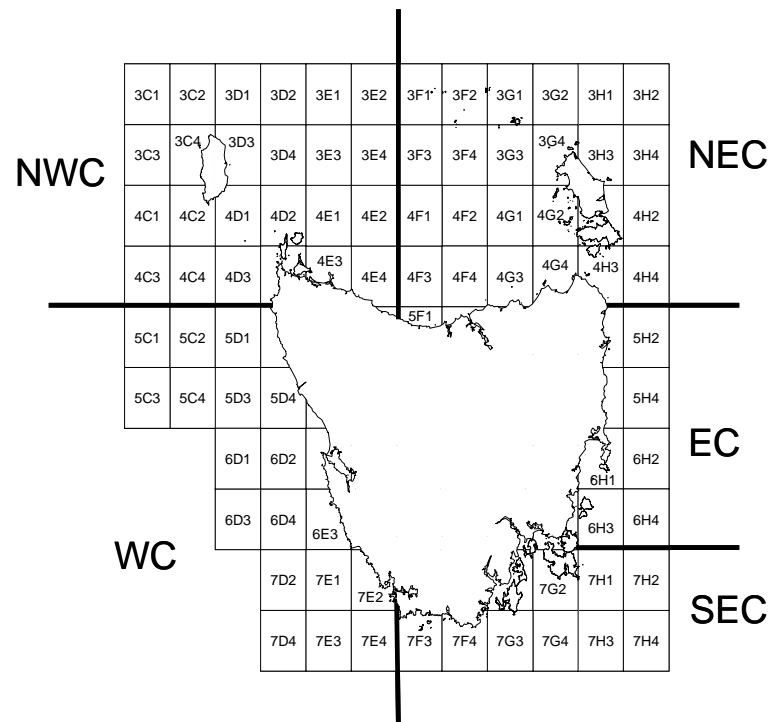 3C1 3C2 3D1 3D2 3E1 3E2 3F1 3F2 3G1 3G2 3H1 3H2
NWC 3C3 3C4 3D3 3D4 3E3 3E4 3F3 3F4 3G3 3G4 3H3 3H4 NEC
4C1 4C2 4D1 4D2 4E1 4E2 4F1 4F2 4G1 4G2 4H2
4C3 4C4 4D3 4E3 4E4 4F3 4F4 4G3 4G4 4H3 4H4
5C1 5C2 5D1 5F1 5H2
5C3 5C4 5D3 5D4 5H4
EC
6D1 6D2 6H1 6H2
6D3 6D4 6E3 6H3 6H4
WC
7D2 7E1 7E2 7G2 7H1 7H2
SEC
7D4 7E3 7E4 7F3 7F4 7G3 7G4 7H3 7H4